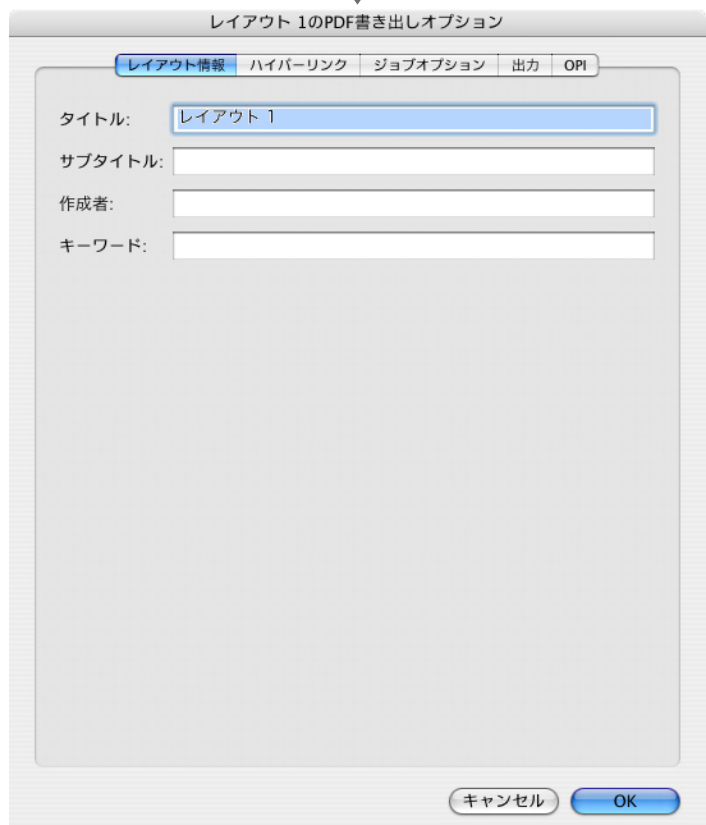 レイアウト 1のPDF書き出しオプション
レイアウト情報 ハイパーリンク ジョブオプション 出力 OPI
タイトル: レイアウト 1
サブタイトル:
作成者:
キーワード:
キャンセル OK